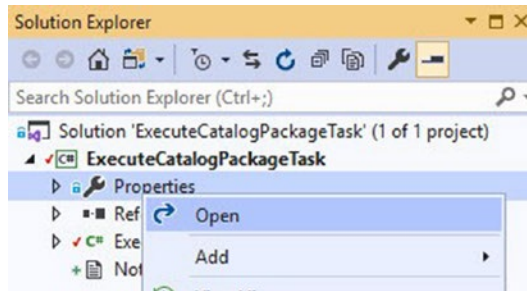 Solution Explorer
Search Solution Explorer (Ctrl+;)
Solution 'ExecuteCatalogPackageTask' (1 of 1 project)
C# ExecuteCatalogPackageTask
Properties
Ref
Open
C# Exe
Add
Not